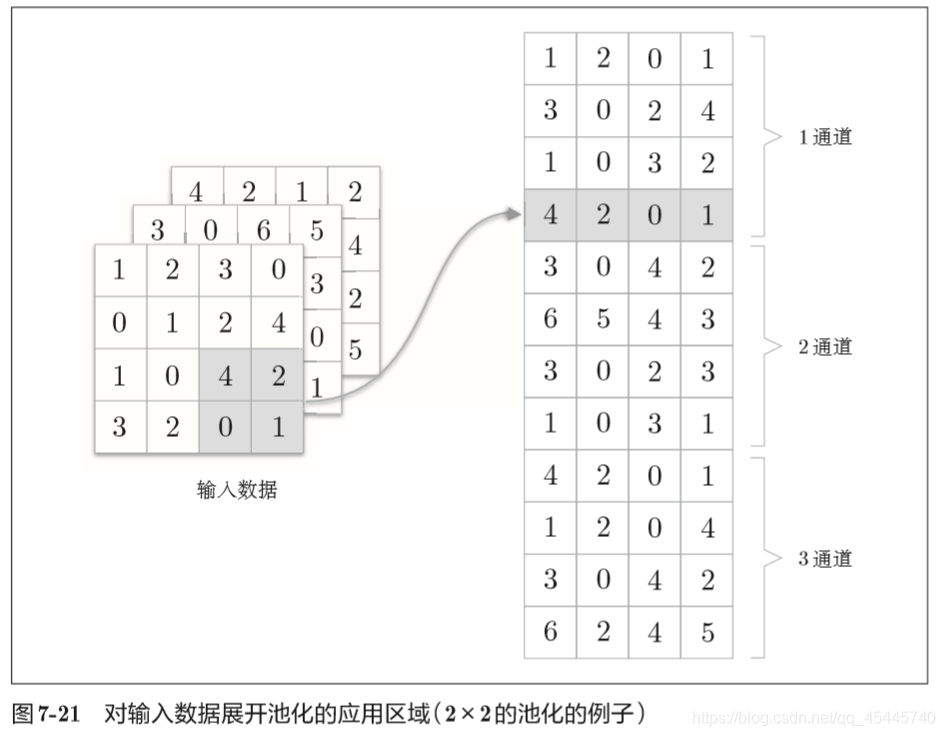 4 2 1 2
3 0 6 5
4
1 2 3 0
3
2
0 1 2 4
0
5
1 0 4 2
1
3 2 0 1
输入数据
1 2 0 1
3 0 2 4
1 0 3 2
4 2 0 1
1通道
3 0 4 2
6 5 4 3
3 0 2 3
1 0 3 1
2通道
4 2 0 1
1 2 0 4
3 0 4 2
6 2 4 5
3通道
图7-21 对输入数据展开池化的应用区域(2×2的池化的例子)
https://blog.csdn.net/qq_45445740